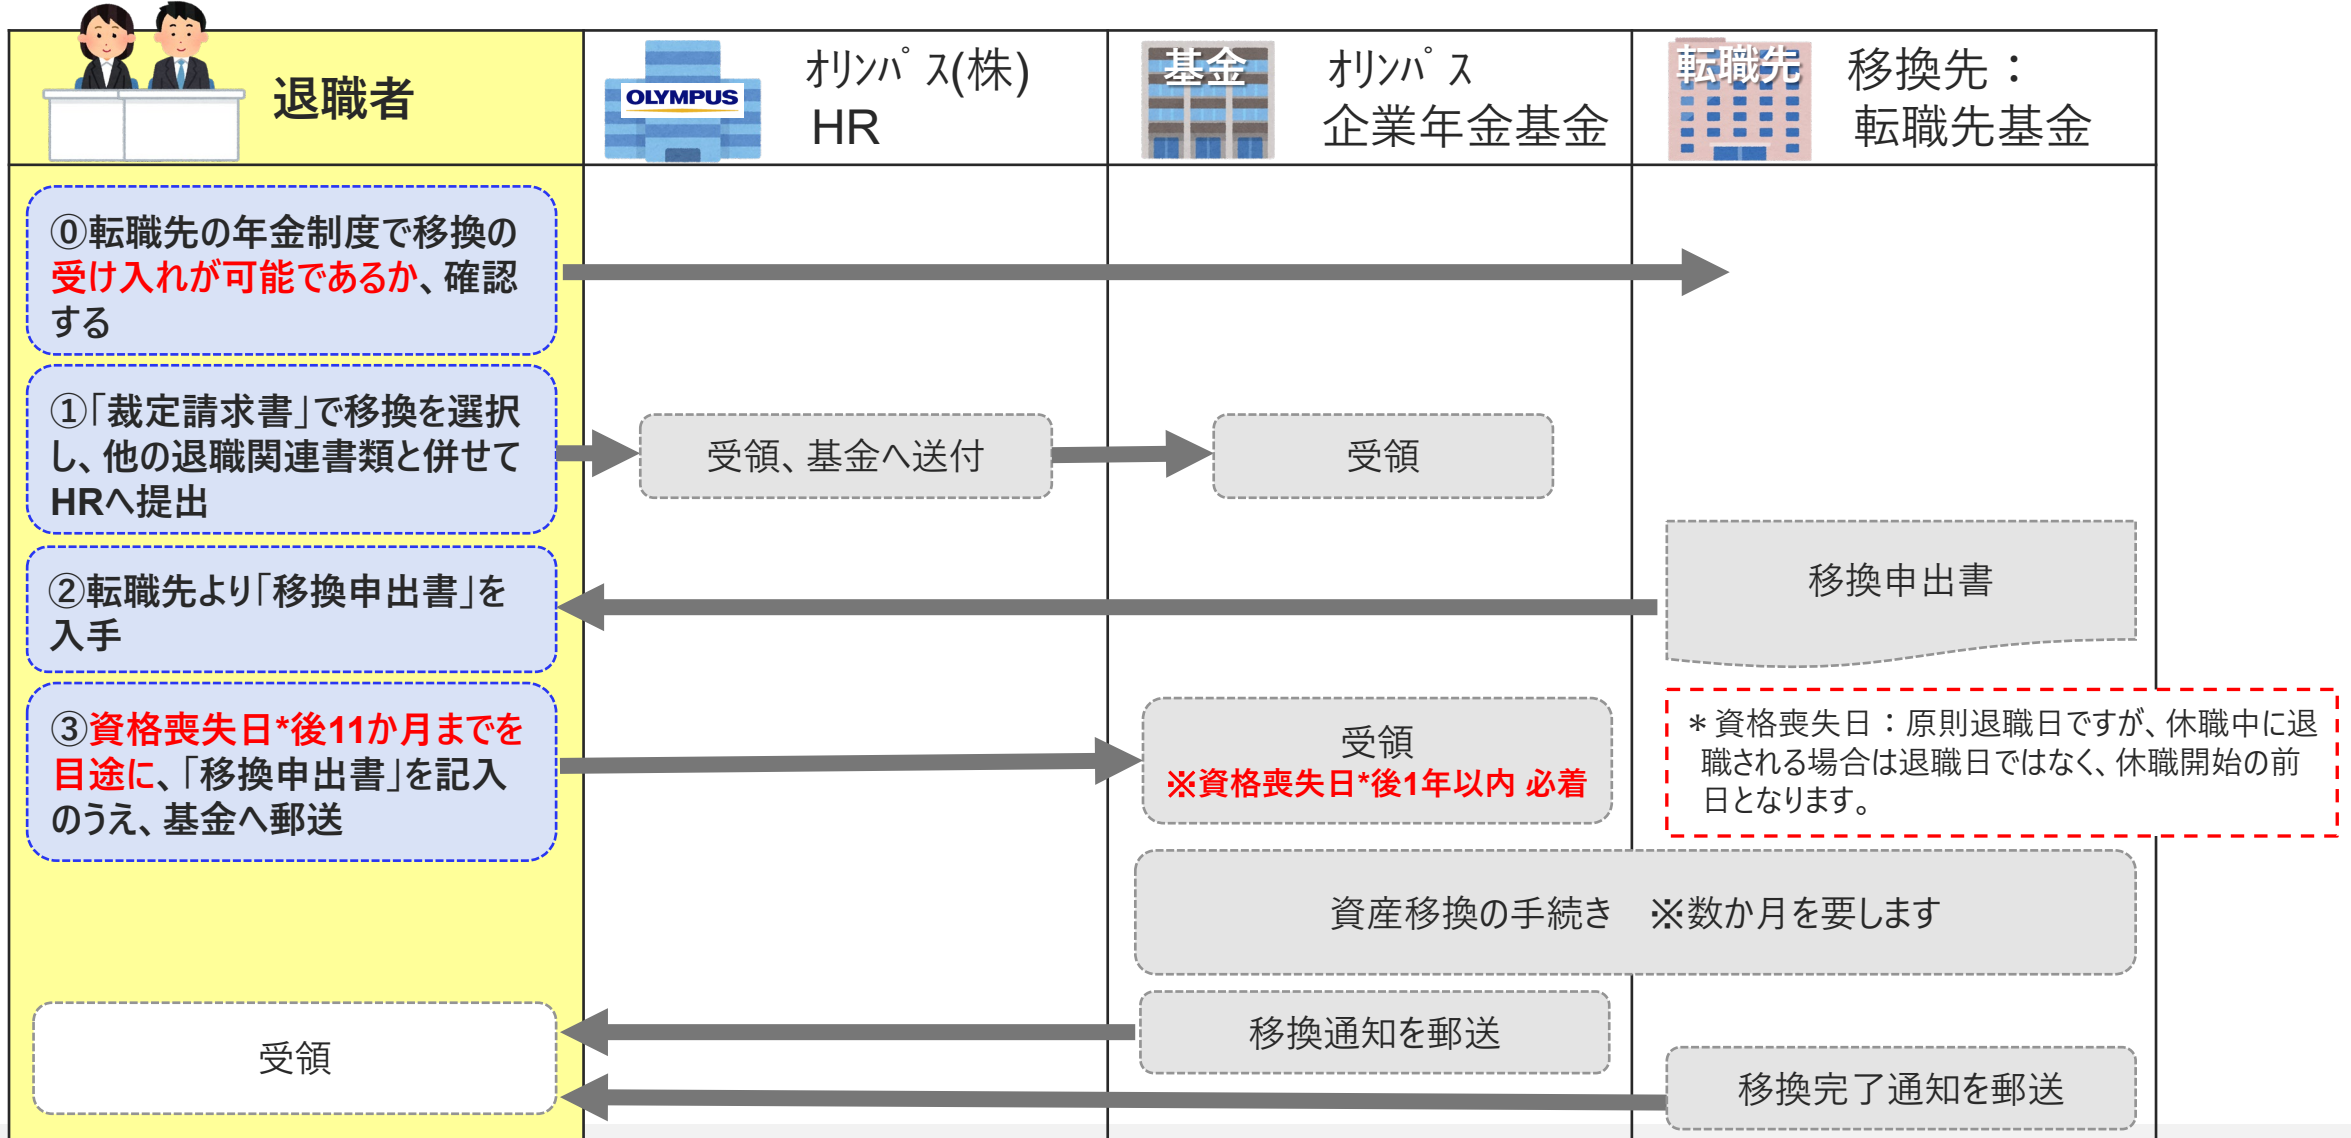 退職者
OLYMPUS
ｵﾘﾝﾊﾟｽ(株)
HR
基金
ｵﾘﾝﾊﾟｽ
企業年金基金
転職先
移換先：
転職先基金
⓪転職先の年金制度で移換の
受け入れが可能であるか、確認
する
①「裁定請求書」で移換を選択
し、他の退職関連書類と併せて
HRへ提出
受領、基金へ送付
受領
②転職先より「移換申出書」を
入手
移換申出書
③資格喪失日*後11か月までを
目途に、「移換申出書」を記入
のうえ、基金へ郵送
受領
※資格喪失日*後1年以内 必着
＊資格喪失日：原則退職日ですが、休職中に退
職される場合は退職日ではなく、休職開始の前
日となります。
資産移換の手続き　※数か月を要します
受領
移換通知を郵送
移換完了通知を郵送